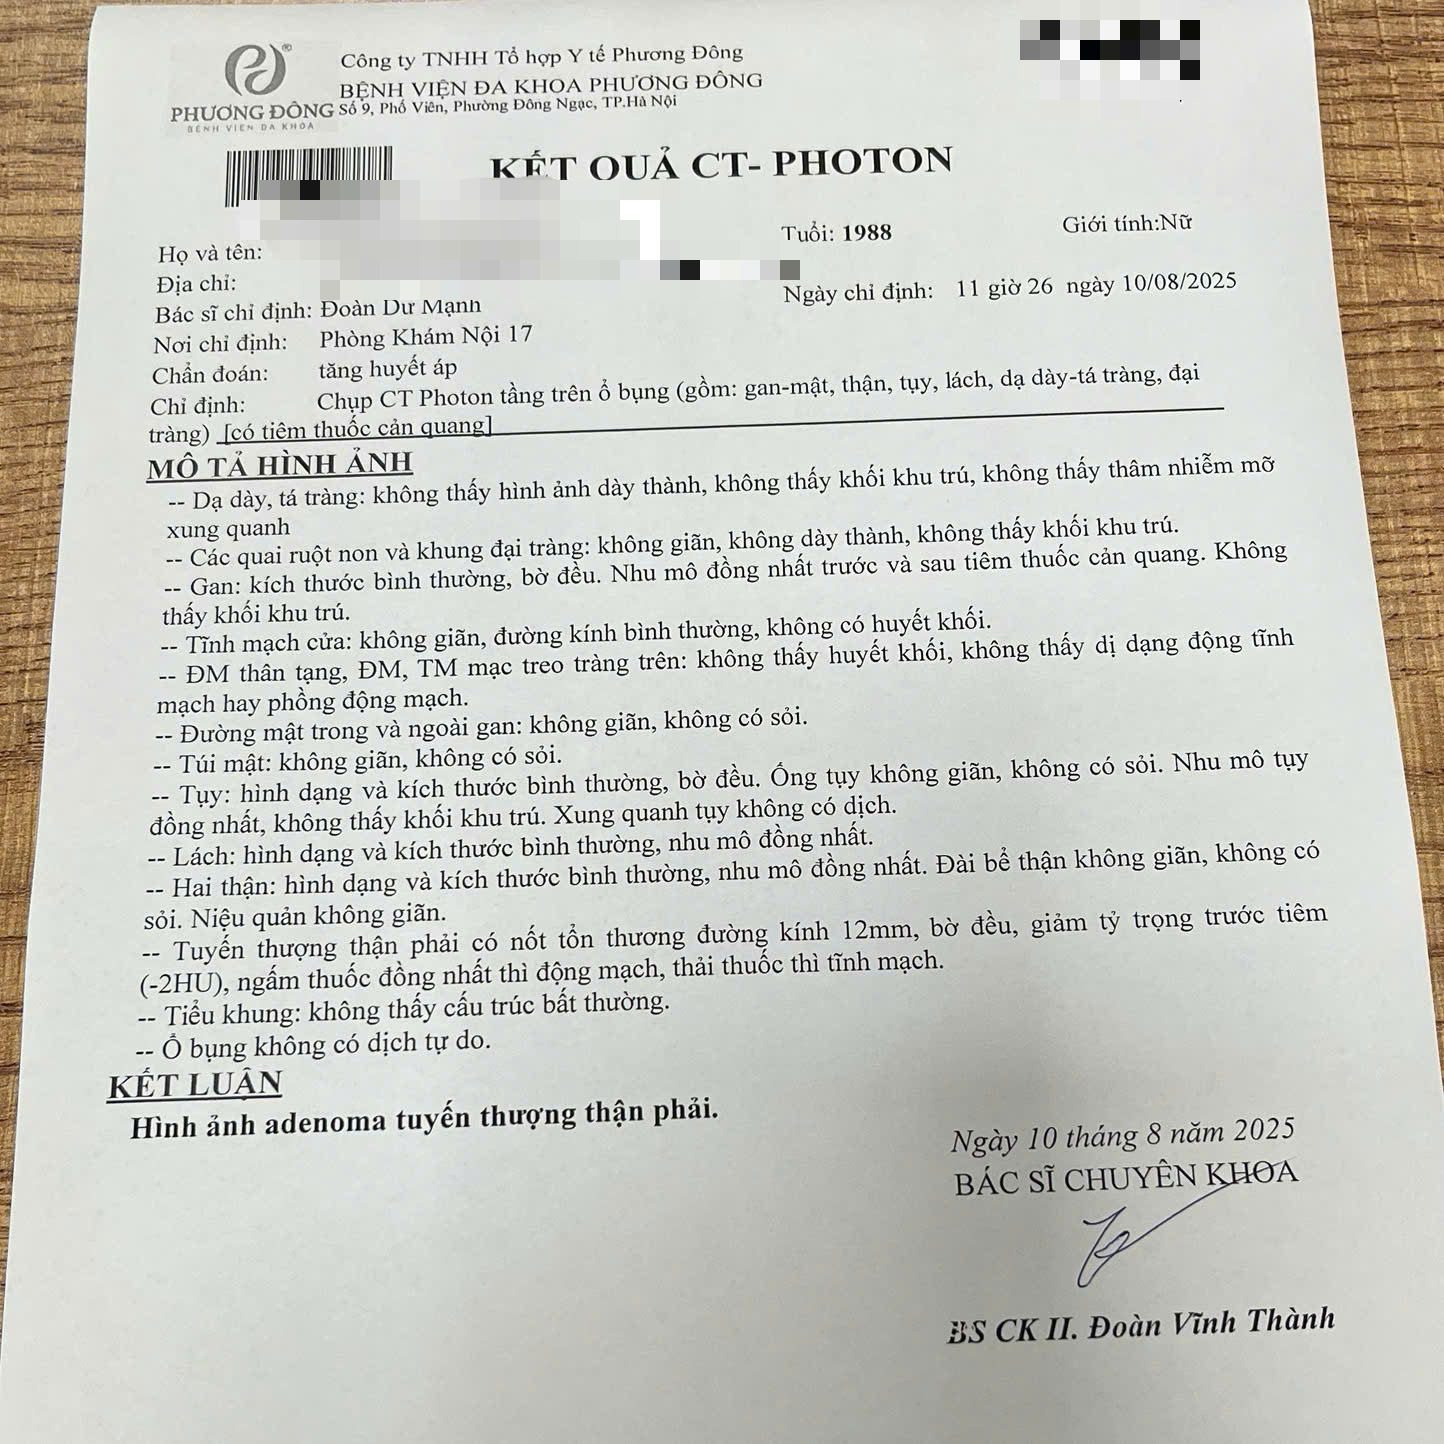 Công ty TNHH Tổ hợp Y tế Phương Đông
BỆNH VIỆN ĐA KHOA PHƯƠNG ĐÔNG
PHƯƠNG ĐÔNG
BỆNH VIỆN ĐA KHOA
Số 9, Phố Viên, Phường Đông Ngạc, TP.Hà Nội
KẾT QUẢ CT- PHOTON
Họ và tên:
Tuổi: 1988
Giới tính:Nữ
Địa chỉ:
Bác sĩ chỉ định: Đoàn Dư Mạnh
Ngày chỉ định: 11 giờ 26 ngày 10/08/2025
Nơi chỉ định: Phòng Khám Nội 17
Chẩn đoán: tăng huyết áp
Chỉ định: Chụp CT Photon tầng trên ổ bụng (gồm: gan-mật, thận, tụy, lách, dạ dày-tá tràng, đại
tràng) [có tiêm thuốc cản quang]
MÔ TẢ HÌNH ẢNH
-- Dạ dày, tá tràng: không thấy hình ảnh dày thành, không thấy khối khu trú, không thấy thâm nhiễm mỡ
xung quanh
-- Các quai ruột non và khung đại tràng: không giãn, không dày thành, không thấy khối khu trú.
-- Gan: kích thước bình thường, bờ đều. Nhu mô đồng nhất trước và sau tiêm thuốc cản quang. Không
thấy khối khu trú.
-- Tĩnh mạch cửa: không giãn, đường kính bình thường, không có huyết khối.
-- ĐM thân tạng, ĐM, TM mạc treo tràng trên: không thấy huyết khối, không thấy dị dạng động tĩnh
mạch hay phồng động mạch.
-- Đường mật trong và ngoài gan: không giãn, không có sỏi.
-- Túi mật: không giãn, không có sỏi.
-- Tụy: hình dạng và kích thước bình thường, bờ đều. Ống tụy không giãn, không có sỏi. Nhu mô tụy
đồng nhất, không thấy khối khu trú. Xung quanh tụy không có dịch.
-- Lách: hình dạng và kích thước bình thường, nhu mô đồng nhất.
-- Hai thận: hình dạng và kích thước bình thường, nhu mô đồng nhất. Đài bể thận không giãn, không có
sỏi. Niệu quản không giãn.
-- Tuyến thượng thận phải có nốt tổn thương đường kính 12mm, bờ đều, giảm tỷ trọng trước tiêm
(-2HU), ngấm thuốc đồng nhất thì động mạch, thải thuốc thì tĩnh mạch.
-- Tiểu khung: không thấy cấu trúc bất thường.
-- Ổ bụng không có dịch tự do.
KẾT LUẬN
Hình ảnh adenoma tuyến thượng thận phải.
Ngày 10 tháng 8 năm 2025
BÁC SĨ CHUYÊN KHOA
BS CK II. Đoàn Vĩnh Thành